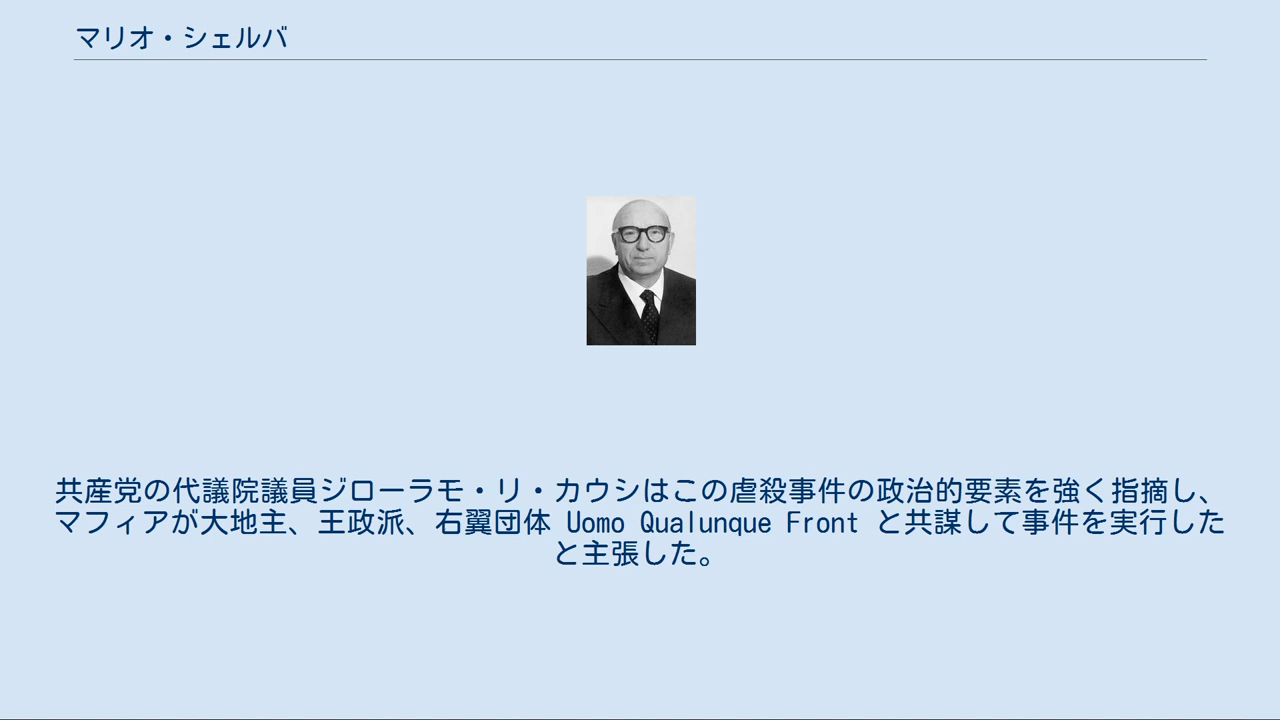 マリオ・シェルバ
共産党の代議院議員ジローラモ・リ・カウシはこの虐殺事件の政治的要素を強く指摘し、
マフィアが大地主、王政派、右翼団体 Uomo Qualunque Front と共謀して事件を実行した
と主張した。